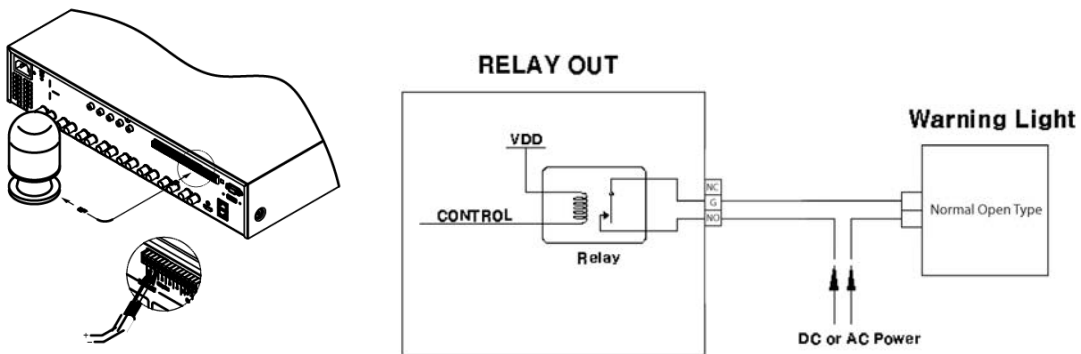 RELAY OUT
VDD
CONTROL
Relay
NC
G
NO
Warning Light
Normal Open Type
DC or AC Power